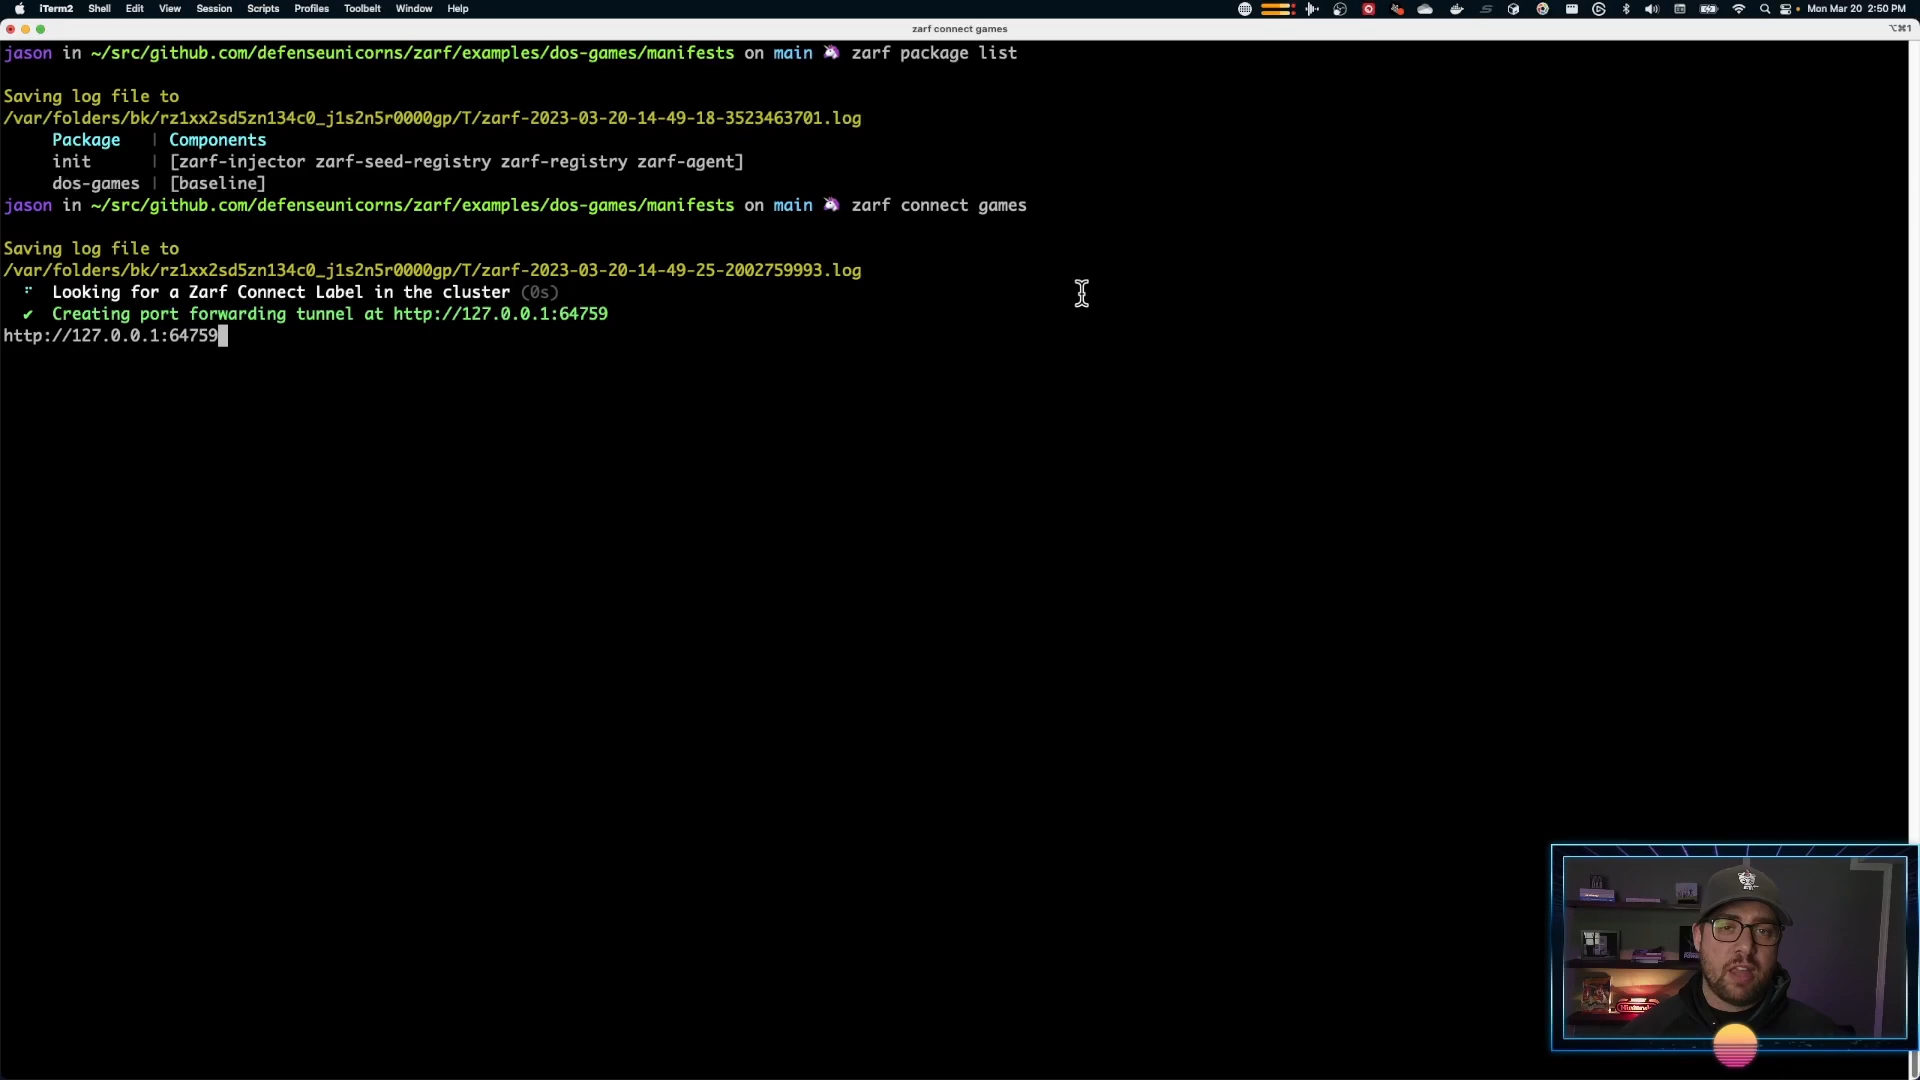 iTerm2 Shell Edit View Session Scripts Profiles Toolbelt Window Help Mon Mar 20 2:50 PM
zarf connect games ⌥⌘1
jason in ~/src/github.com/defenseunicorns/zarf/examples/dos-games/manifests on main 🦄 zarf package list
Saving log file to
/var/folders/bk/rz1xx2sd5zn134c0_j1s2n5r0000gp/T/zarf-2023-03-20-14-49-18-3523463701.log
Package | Components
init | [zarf-injector zarf-seed-registry zarf-registry zarf-agent]
dos-games | [baseline]
jason in ~/src/github.com/defenseunicorns/zarf/examples/dos-games/manifests on main 🦄 zarf connect games
Saving log file to
/var/folders/bk/rz1xx2sd5zn134c0_j1s2n5r0000gp/T/zarf-2023-03-20-14-49-25-2002759993.log
Looking for a Zarf Connect Label in the cluster (0s)
✔ Creating port forwarding tunnel at http://127.0.0.1:64759
http://127.0.0.1:64759
Nintendo